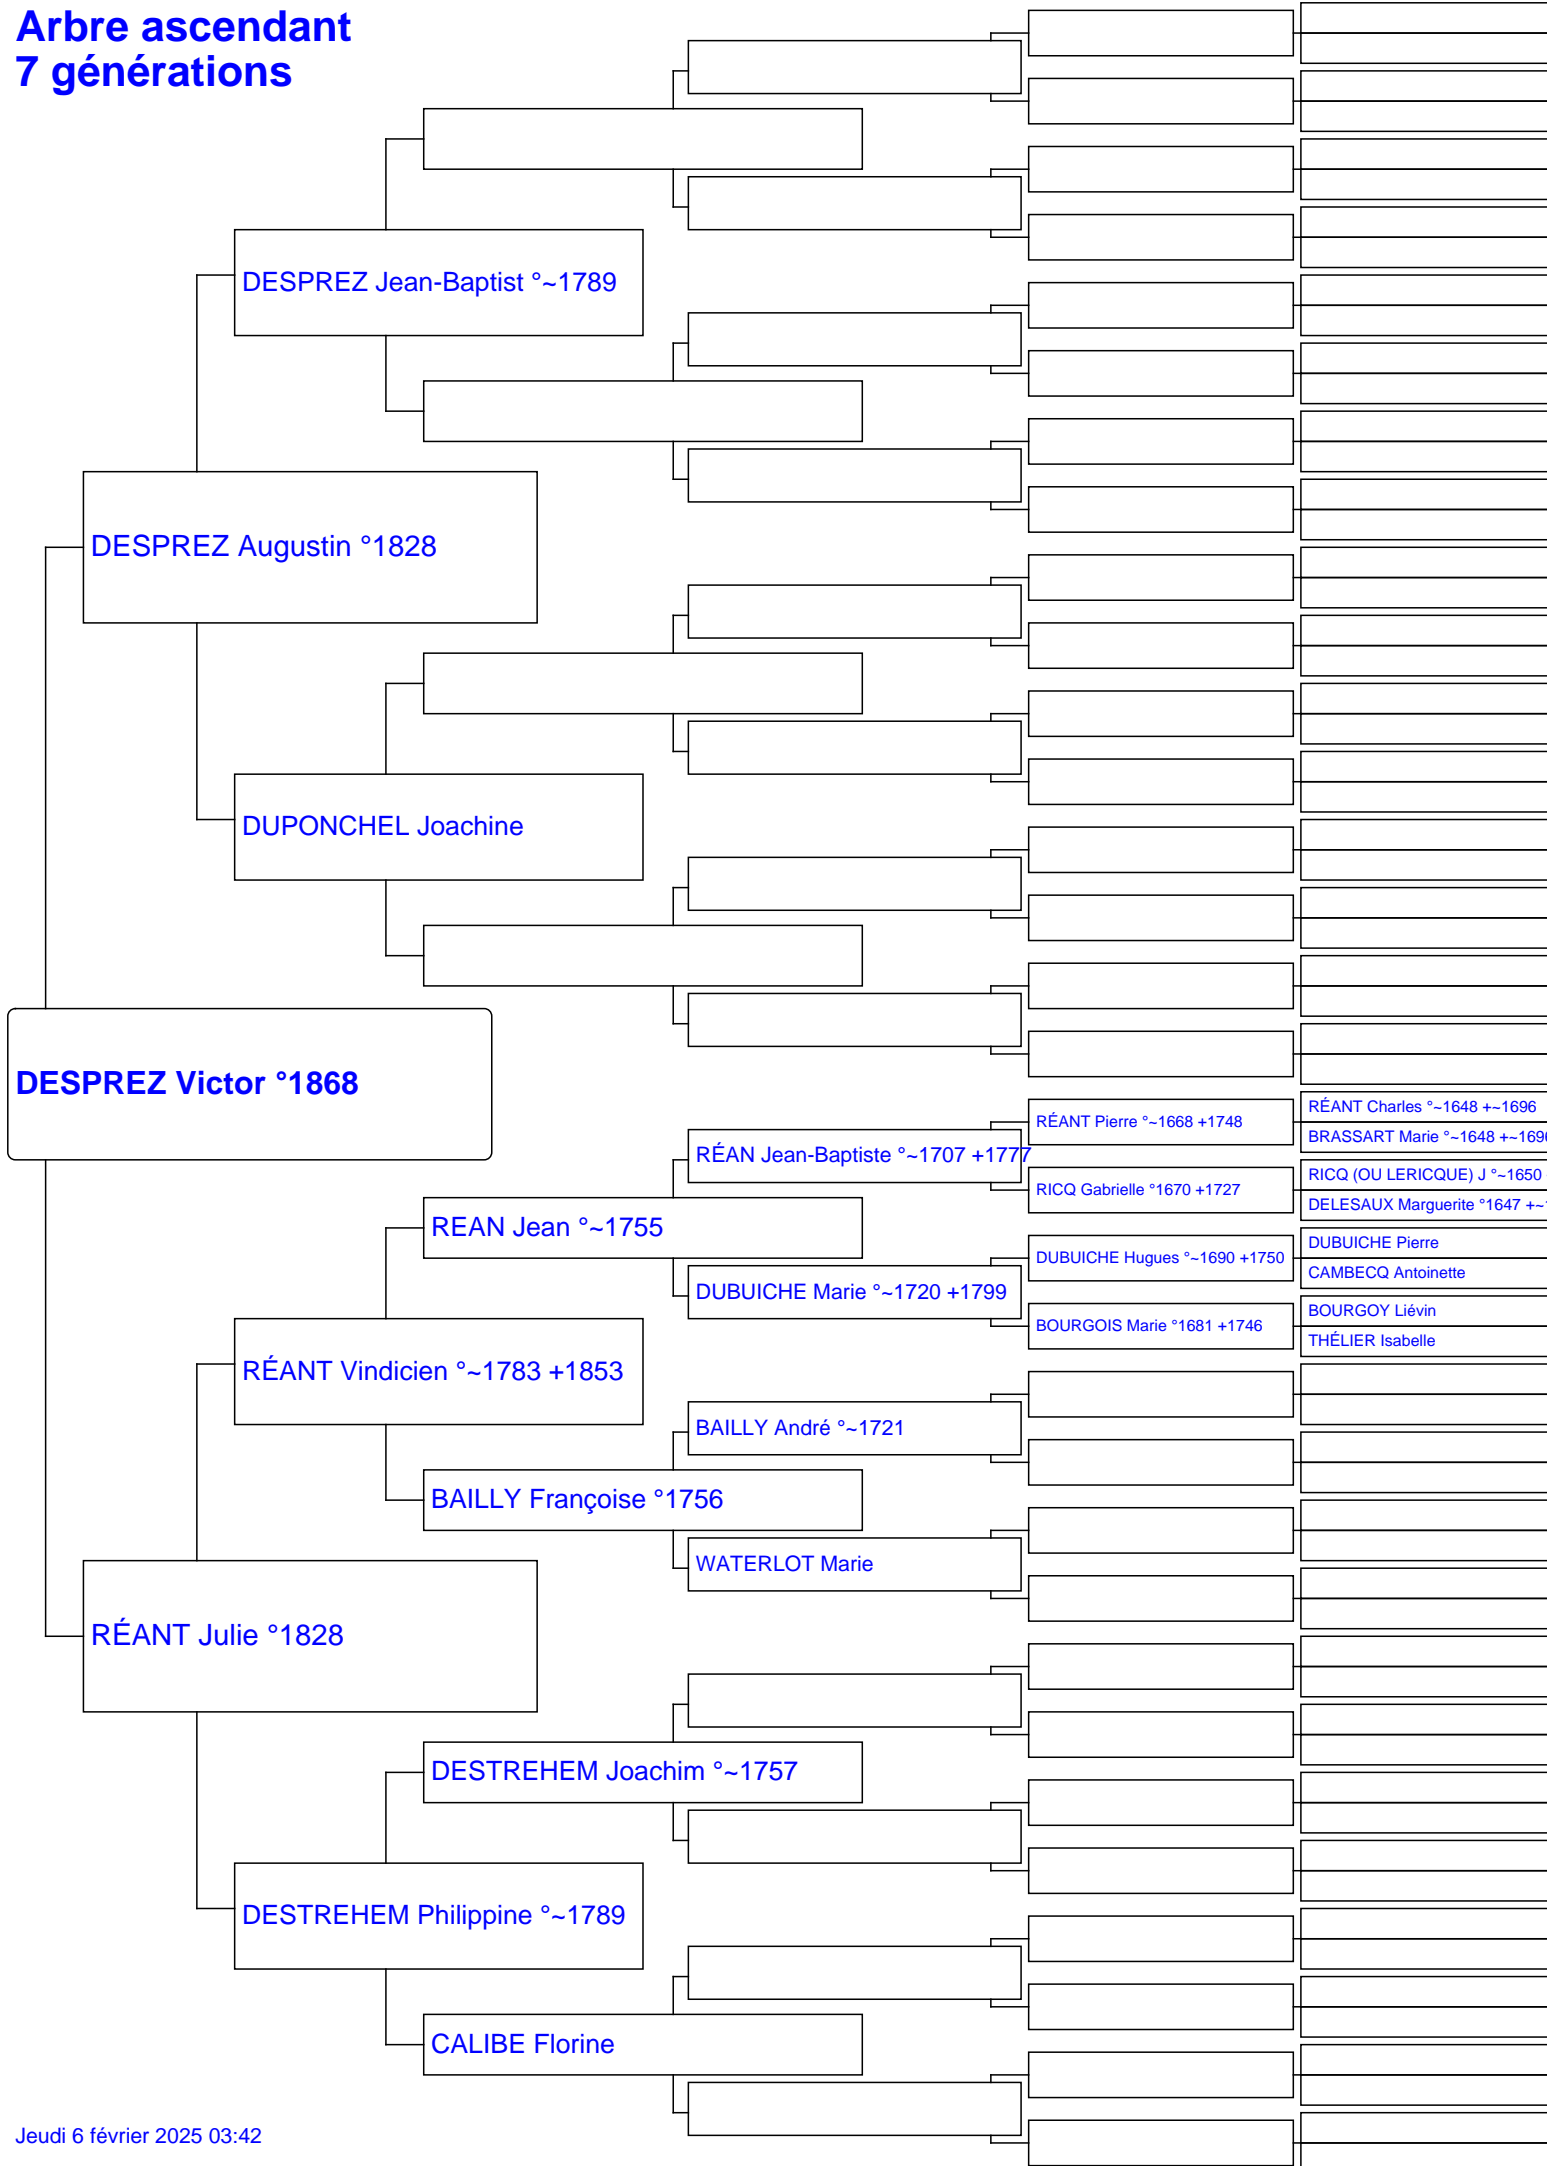 Arbre ascendant
7 générations
DESPREZ Jean-Baptist °~1789
DESPREZ Augustin °1828
DUPONCHEL Joachine
DESPREZ Victor °1868
RÉANT Charles °~1648 +~1696
RÉANT Pierre °~1668 +1748
BRASSART Marie °~1648 +~1696
RÉAN Jean-Baptiste °~1707 +1777
RICQ (OU LERICQUE) J °~1650
RICQ Gabrielle °1670 +1727
DELESAUX Marguerite °1647 +~
REAN Jean °~1755
DUBUICHE Pierre
DUBUICHE Hugues °~1690 +1750
CAMBECQ Antoinette
DUBUICHE Marie °~1720 +1799
BOURGOY Liévin
BOURGOIS Marie °1681 +1746
THÉLIER Isabelle
RÉANT Vindicien °~1783 +1853
BAILLY André °~1721
BAILLY Françoise °1756
WATERLOT Marie
RÉANT Julie °1828
DESTREHEM Joachim °~1757
DESTREHEM Philippine °~1789
CALIBE Florine
Jeudi 6 février 2025 03:42